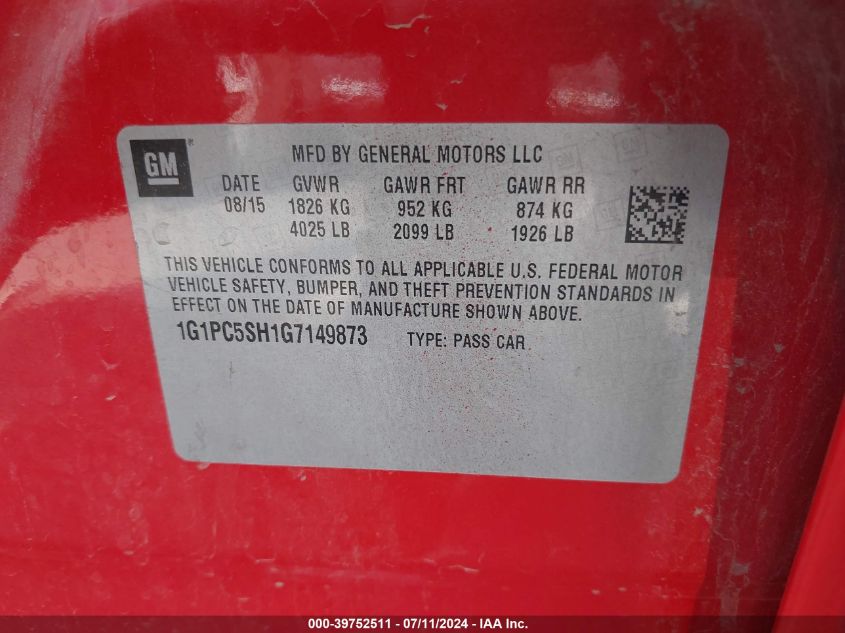 GM
MFD BY GENERAL MOTORS LLC
DATE GVWR GAWR FRT GAWR RR
08/15 1826 KG 952 KG 874 KG
4025 LB 2099 LB 1926 LB
THIS VEHICLE CONFORMS TO ALL APPLICABLE U.S. FEDERAL MOTOR
VEHICLE SAFETY, BUMPER, AND THEFT PREVENTION STANDARDS IN
EFFECT ON THE DATE OF MANUFACTURE SHOWN ABOVE.
1G1PC5SH1G7149873 TYPE: PASS CAR
000-39752511 - 07/11/2024 - IAA Inc.